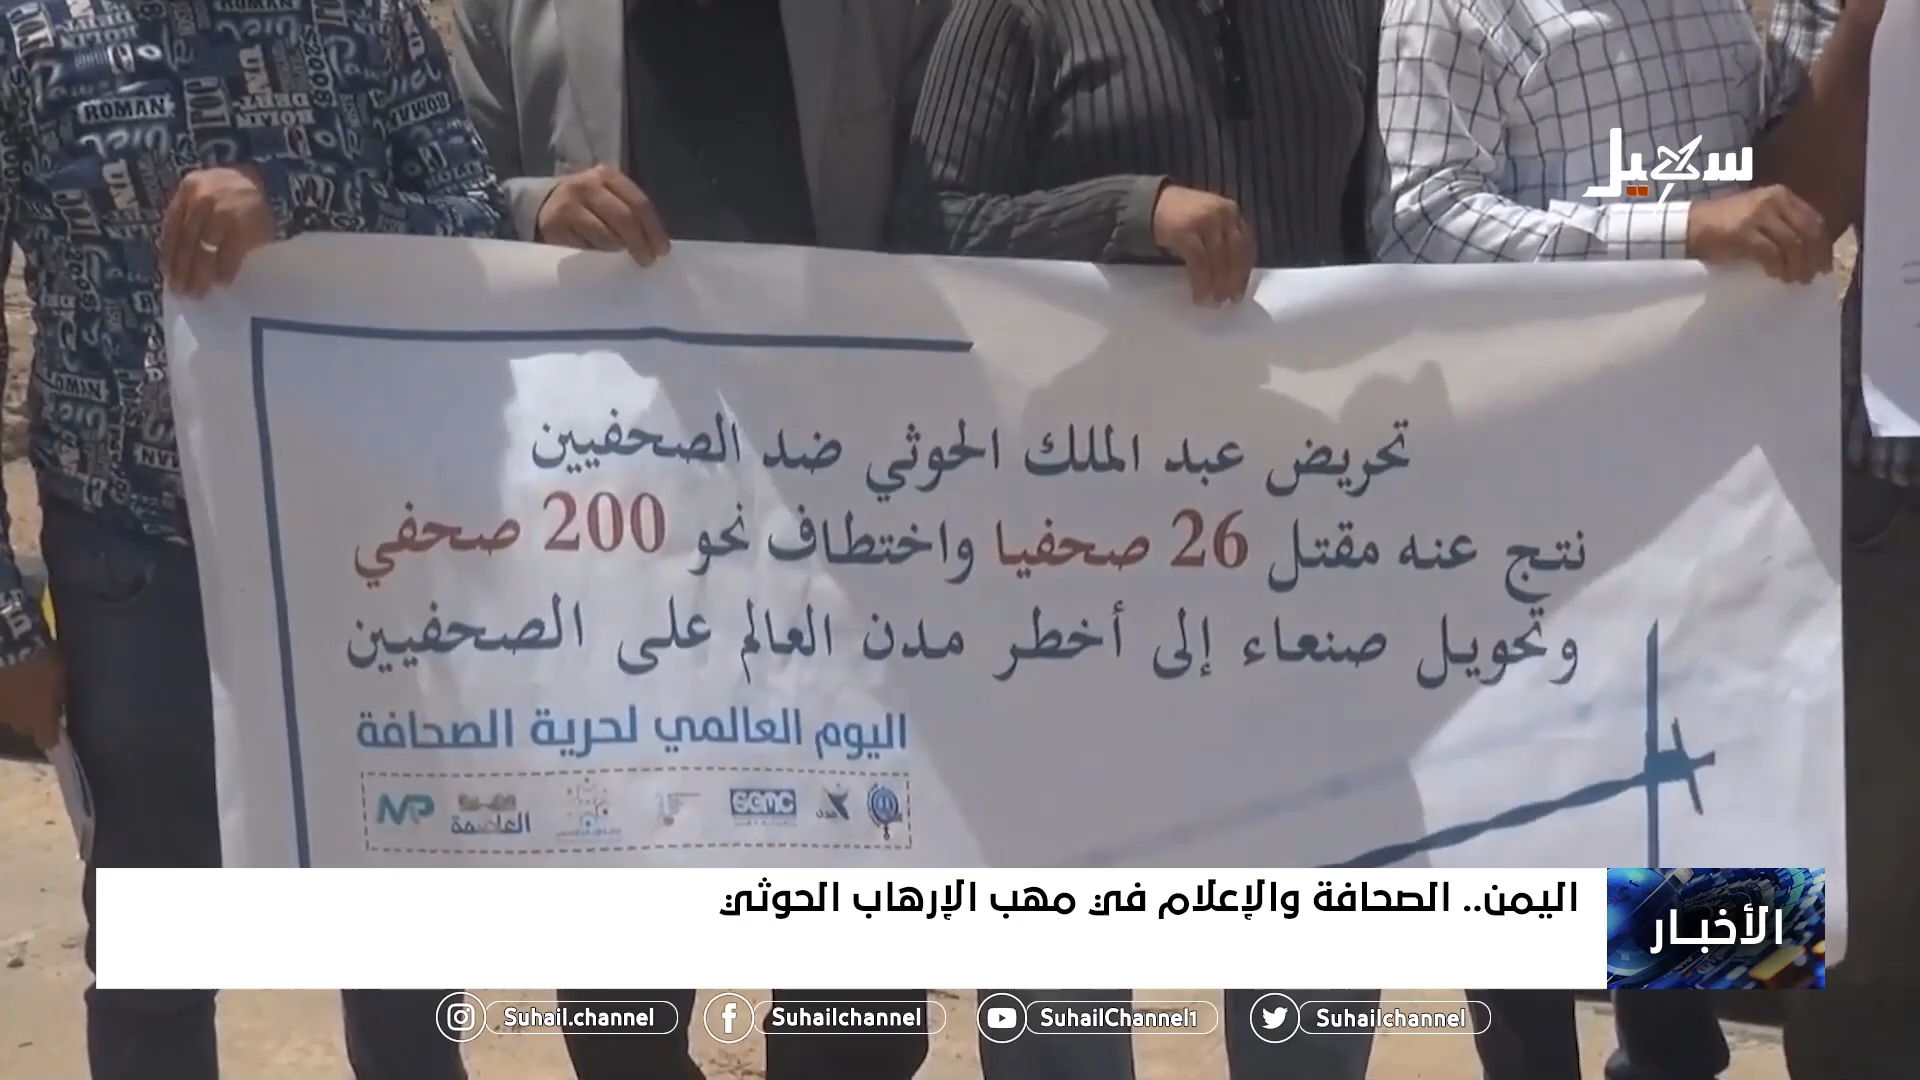 سهيل
تحريض عبد الملك الحوثي ضد الصحفيين
نتج عنه مقتل 26 صحفيا واختطاف نحو 200 صحفي
وتحويل صنعاء إلى أخطر مدن العالم على الصحفيين
اليوم العالمي لحرية الصحافة
العاصمة
SGMC
الأخبار
اليمن.. الصحافة والإعلام في مهب الإرهاب الحوثي
Suhail.channel
Suhailchannel
SuhailChannel1
Suhailchannel
ROMAN